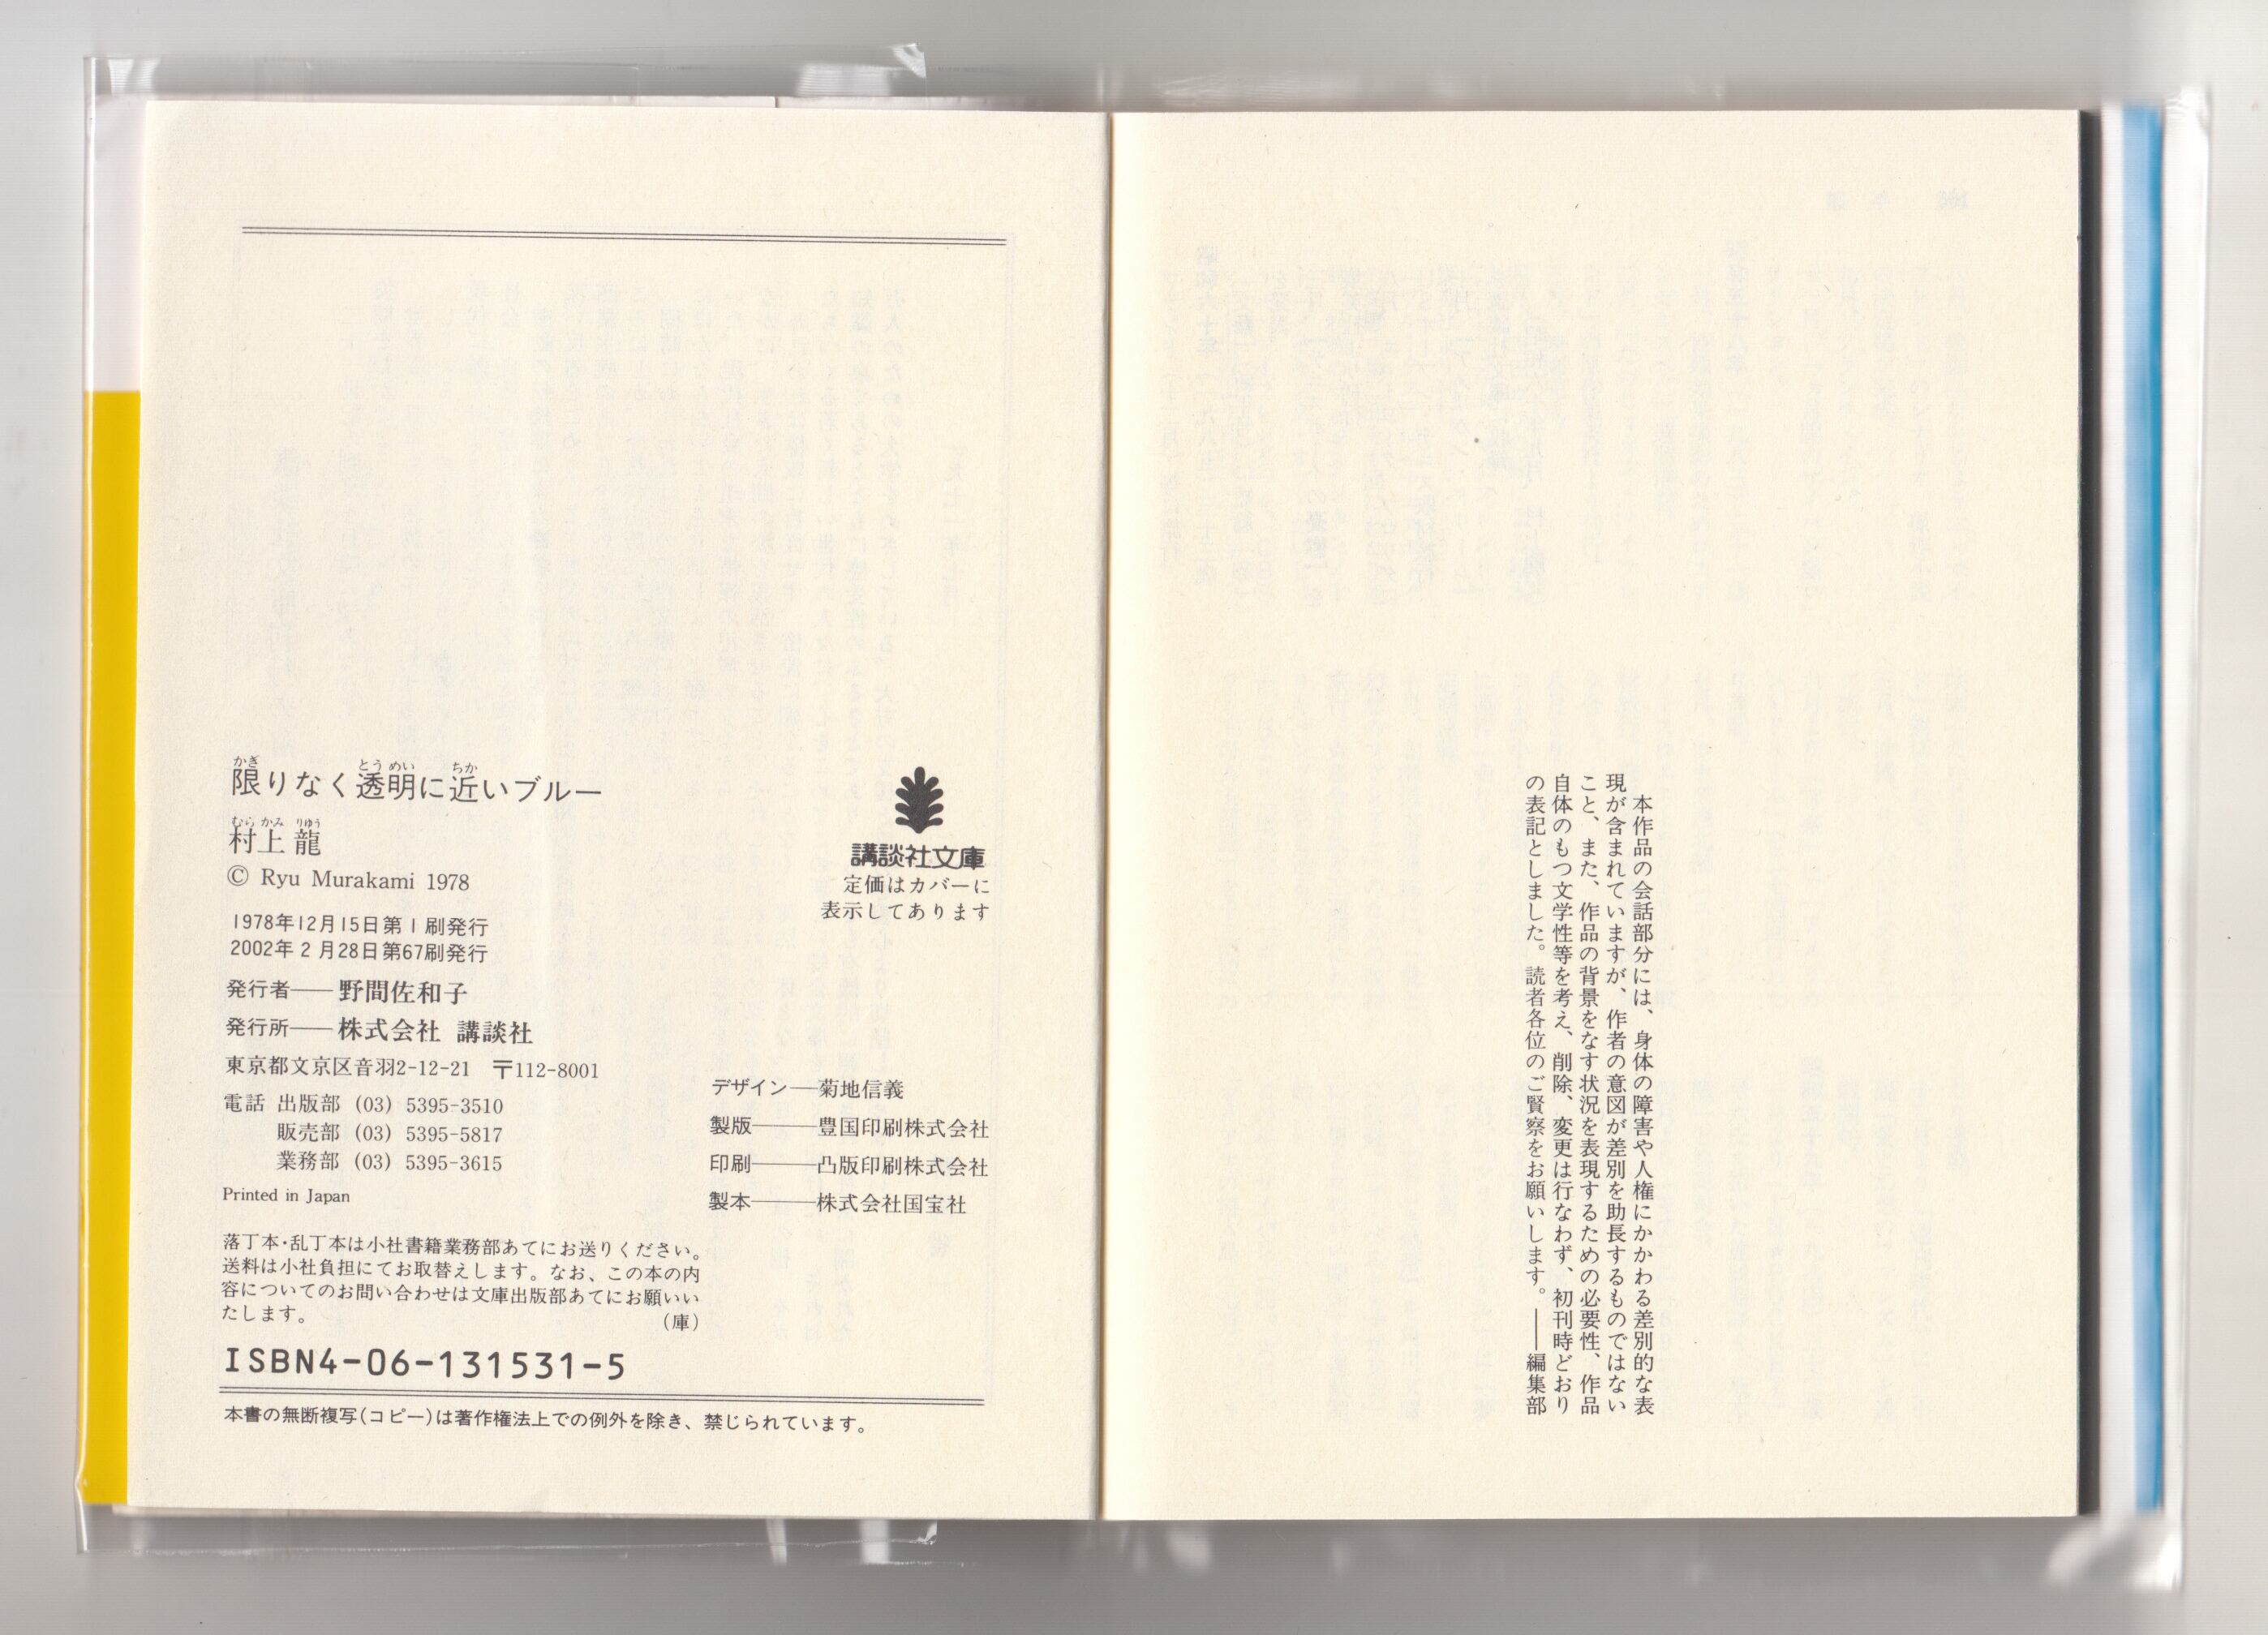 本作品の会話部分には、身体の障害や人権にかかわる差別的な表
現が含まれていますが、作者の意図が差別を助長するものではない
こと、また、作品の背景をなす状況を表現するための必要性、作品
自体のもつ文学性等を考え、削除、変更は行なわず、初刊時どおり
の表記としました。読者各位のご賢察をお願いします。――編集部
かぎ とうめい ちか
限りなく透明に近いブルー
むらかみ りゅう
村上 龍
© Ryu Murakami 1978
1978年12月15日第1刷発行
2002年2月28日第67刷発行
発行者――野間佐和子
発行所――株式会社 講談社
東京都文京区音羽2-12-21 〒112-8001
電話 出版部 (03) 5395-3510
販売部 (03) 5395-5817
業務部 (03) 5395-3615
Printed in Japan
講談社文庫
定価はカバーに
表示してあります
デザイン―菊地信義
製版―――豊国印刷株式会社
印刷―――凸版印刷株式会社
製本―――株式会社国宝社
落丁本・乱丁本は小社書籍業務部あてにお送りください。
送料は小社負担にてお取替えします。なお、この本の内
容についてのお問い合わせは文庫出版部あてにお願いい
たします。 (庫)
ISBN4-06-131531-5
本書の無断複写(コピー)は著作権法上での例外を除き、禁じられています。